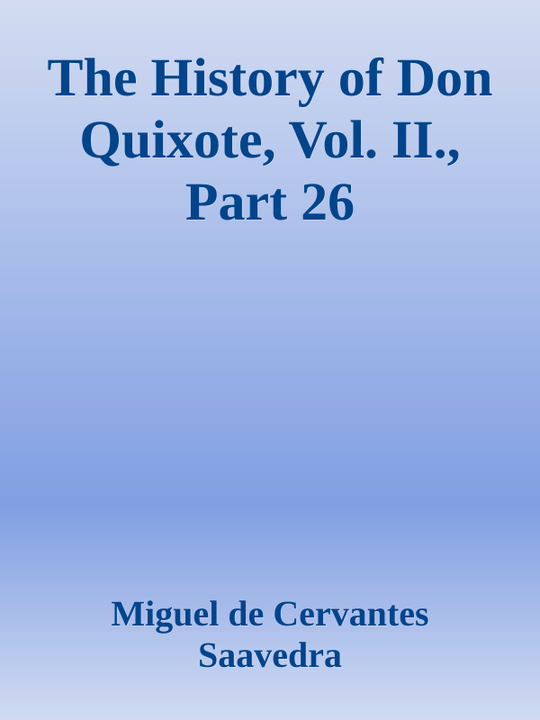 The History of Don
Quixote, Vol. II.,
Part 26
Miguel de Cervantes
Saavedra